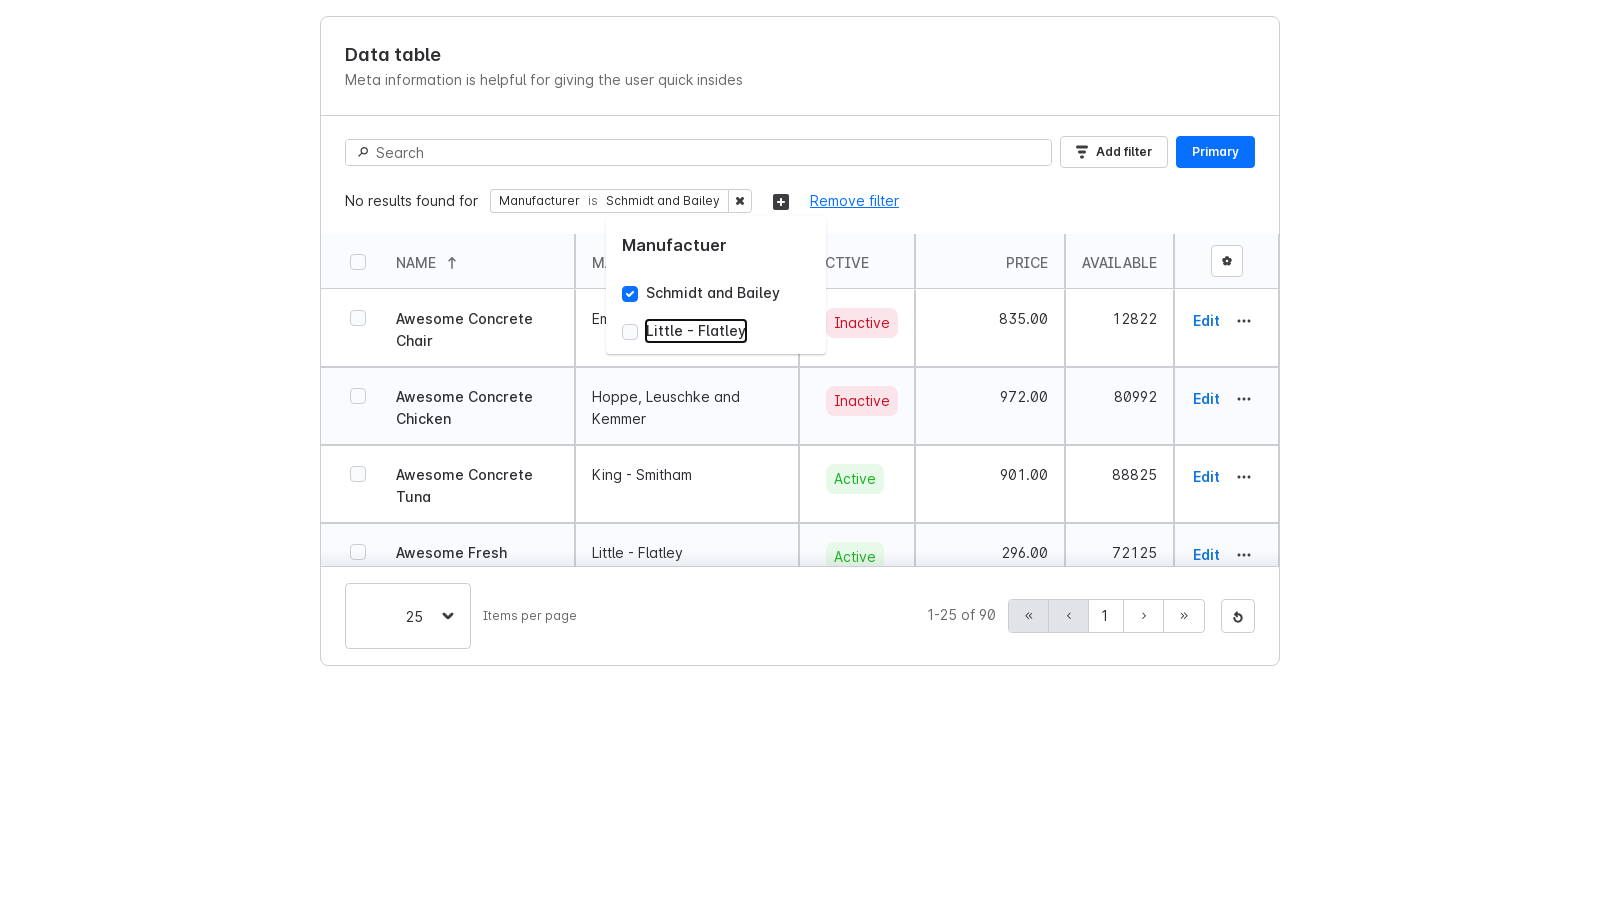 Data table
Meta information is helpful for giving the user quick insides
Search
Add filter
Primary
No results found for
Manufacturer is Schmidt and Bailey
Remove filter
Manufactuer
Schmidt and Bailey
Little - Flatley
NAME
CTIVE
PRICE
AVAILABLE
Awesome Concrete
Chair
Inactive
835.00
12822
Edit
Awesome Concrete
Chicken
Hoppe, Leuschke and
Kemmer
Inactive
972.00
80992
Edit
Awesome Concrete
Tuna
King - Smitham
Active
901.00
88825
Edit
Awesome Fresh
Little - Flatley
Active
296.00
72125
Edit
25
Items per page
1-25 of 90
«
‹
1
›
»